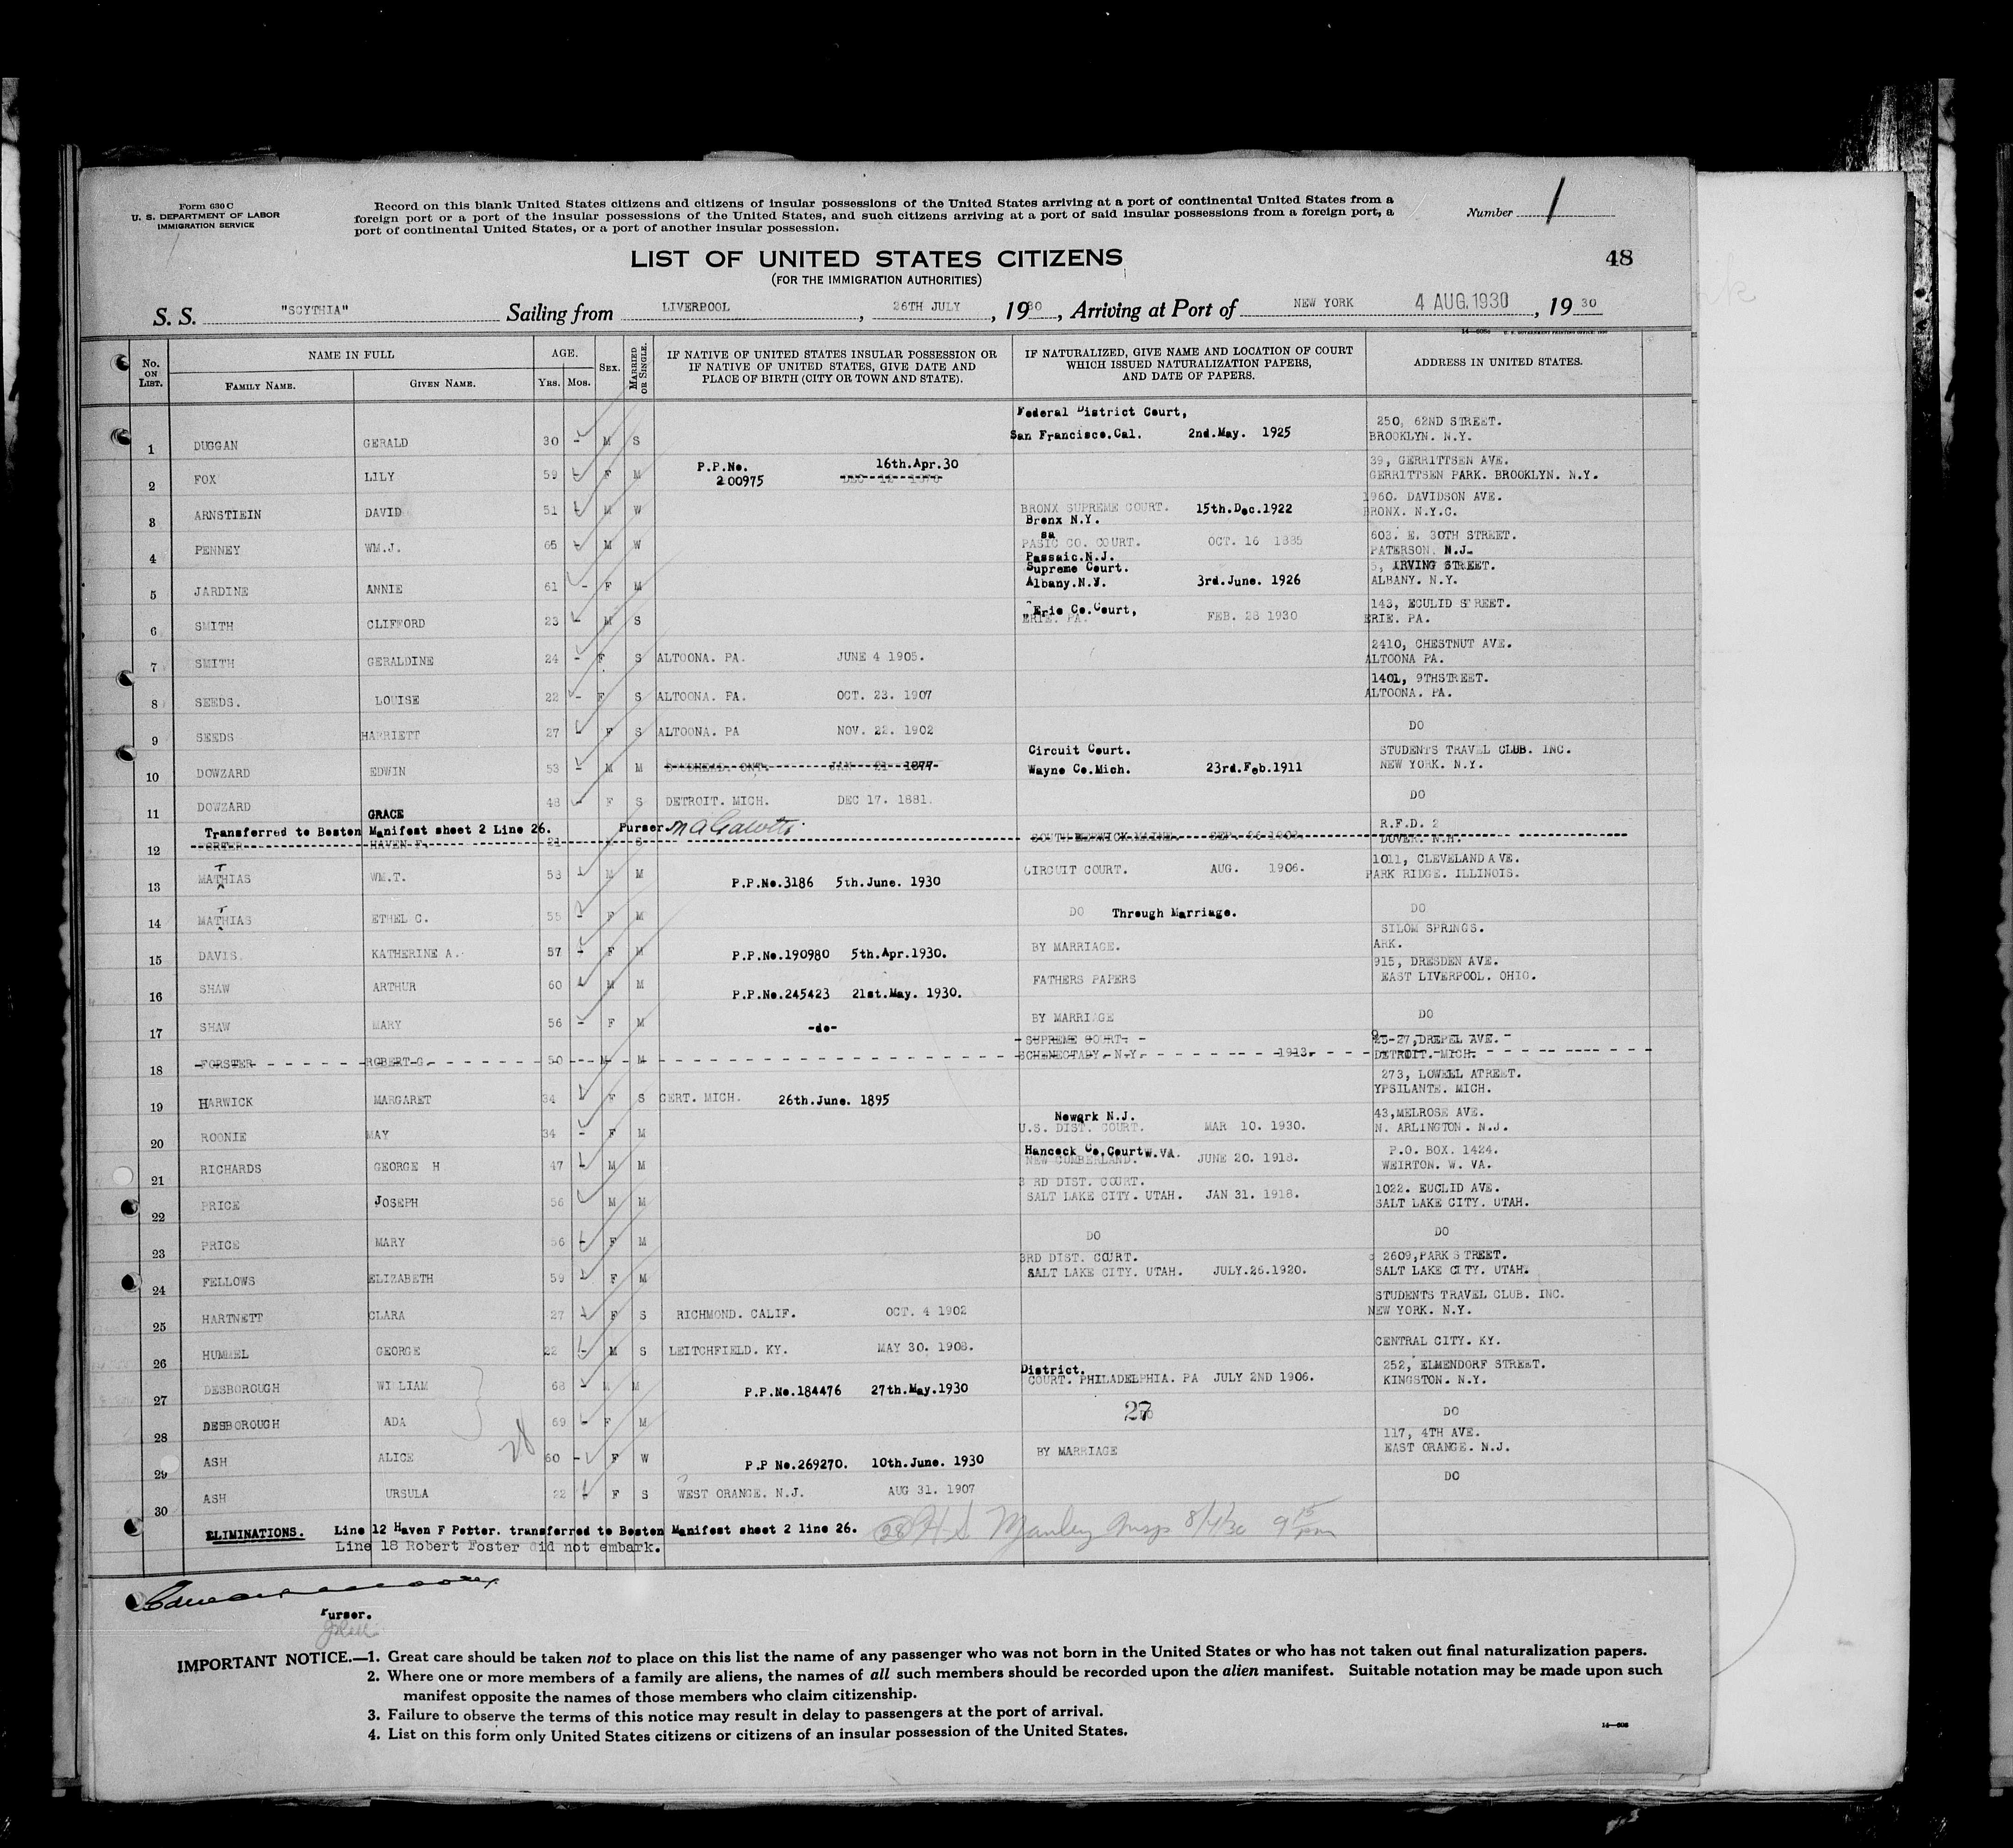 Form 630 C
U. S. DEPARTMENT OF LABOR
IMMIGRATION SERVICE
Record on this blank United States citizens and citizens of insular possessions of the United States arriving at a port of continental United States from a
foreign port or a port of the insular possessions of the United States, and such citizens arriving at a port of said insular possessions from a foreign port, a
port of continental United States, or a port of another insular possession.
Number 1
LIST OF UNITED STATES CITIZENS
(FOR THE IMMIGRATION AUTHORITIES)
48
S. S. "SCYTHIA" Sailing from LIVERPOOL , 26TH JULY , 1930 , Arriving at Port of NEW YORK 4 AUG. 1930 , 1930
No. ON LIST. NAME IN FULL FAMILY NAME. GIVEN NAME. AGE. YRS. MOS. SEX. MARRIED OR SINGLE.
IF NATIVE OF UNITED STATES INSULAR POSSESSION OR
IF NATIVE OF UNITED STATES, GIVE DATE AND
PLACE OF BIRTH (CITY OR TOWN AND STATE).
IF NATURALIZED, GIVE NAME AND LOCATION OF COURT
WHICH ISSUED NATURALIZATION PAPERS,
AND DATE OF PAPERS.
ADDRESS IN UNITED STATES.
Federal District Court,
250, 62ND STREET.
1 DUGGAN GERALD 30 - M S San Francisco.Cal. 2nd.May. 1925 BROOKLYN. N.Y.
P.P.No. 16th.Apr.30 39, GERRITTSEN AVE.
2 FOX LILY 59 F M 200975 GERRITTSEN PARK. BROOKLYN. N.Y.
1960. DAVIDSON AVE.
3 ARNSTIEIN DAVID 51 M W BRONX SUPREME COURT. 15th.Dec.1922 BRONX. N.Y.C.
Bronx N.Y.
603. E. 30TH STREET.
4 PENNEY WM.J. 65 - M W PASIC CO. COURT. OCT. 16 1885 PATERSON. N.J.
sa
Passaic.N.J.
Supreme Court. 5, IRVING STREET.
5 JARDINE ANNIE 61 - F M Albany.N.Y. 3rd.June. 1926 ALBANY. N.Y.
Erie Co.Court, 143, ECULID STREET.
6 SMITH CLIFFORD 23 - M S ERIE. PA. FEB. 28 1930 ERIE. PA.
2410, CHESTNUT AVE.
7 SMITH GERALDINE 24 - F S ALTOONA. PA. JUNE 4 1905. ALTOONA PA.
1401, 9THSTREET.
8 SEEDS. LOUISE 22 - F S ALTOONA. PA. OCT. 23. 1907 ALTOONA. PA.
9 SEEDS HARRIETT 27 - F S ALTOONA. PA NOV. 22. 1902 DO
Circuit Court. STUDENTS TRAVEL CLUB. INC.
10 DOWZARD EDWIN 53 - M M JAN 21 1877 Wayne Co.Mich. 23rd.Feb.1911 NEW YORK. N.Y.
11 DOWZARD GRACE 48 - F S DETROIT. MICH. DEC 17. 1881. DO
Transferred to Boston Manifest sheet 2 Line 26. Purser
R.F.D. 2
12 HAVEN F. 21 S SOUTH BERWICK MAINE. DOVER. N.H.
1011, CLEVELAND AVE.
13 MATHIAS T WM.T. 53 M M P.P.No.3186 5th.June. 1930 CIRCUIT COURT. AUG. 1906. PARK RIDGE. ILLINOIS.
14 MATHIAS T ETHEL C. 55 - F M DO Through Marriage. DO
SILOM SPRINGS.
15 DAVIS. KATHERINE A. 57 - F M P.P.No.190980 5th.Apr.1930. BY MARRIAGE. ARK.
915, DRESDEN AVE.
16 SHAW ARTHUR 60 M M P.P.No.245423 21st.May. 1930. FATHERS PAPERS EAST LIVERPOOL. OHIO.
17 SHAW MARY 56 - F M -do- BY MARRIAGE DO
SUPREME COURT. 25-27,DREPEL AVE.
18 FORSTER ROBERT G. 50 - M M SCHENECTADY. N.Y. 1913. DETROIT. MICH.
273, LOWELL ATREET.
19 HARWICK MARGARET 34 F S CERT. MICH. 26th.June. 1895 YPSILANTE. MICH.
Newark N.J. 43,MELROSE AVE.
20 ROONIE MAY 34 - F M U.S. DIST. COURT. MAR 10. 1930. N. ARLINGTON. N.J.
Hancock Co.Court W.VA. P.O. BOX. 1424.
21 RICHARDS GEORGE H 47 M M NEW CUMBERLAND. JUNE 20. 1918. WEIRTON. W. VA.
3 RD DIST. COURT. 1022. EUCLID AVE.
22 PRICE JOSEPH 56 M M SALT LAKE CITY. UTAH. JAN 31. 1918. SALT LAKE CITY. UTAH.
23 PRICE MARY 56 - F M DO DO
3RD DIST. COURT. 2609,PARK STREET.
24 FELLOWS ELIZABETH 59 - F M SALT LAKE CITY. UTAH. JULY.26.1920. SALT LAKE CITY. UTAH.
STUDENTS TRAVEL CLUB. INC.
25 HARTNETT CLARA 27 - F S RICHMOND. CALIF. OCT. 4 1902 NEW YORK. N.Y.
26 HUMMEL GEORGE 22 - M S LEITCHFIELD. KY. MAY 30. 1908. CENTRAL CITY. KY.
District. 252, ELMENDORF STREET.
27 DESBOROUGH WILLIAM 68 - M M P.P.No.184476 27th.May.1930 COURT. PHILADELPHIA. PA JULY 2ND 1906. KINGSTON. N.Y.
28 DESBOROUGH ADA 69 - F M 27 DO
28
117, 4TH AVE.
29 ASH ALICE 60 - F W P.P No.269270. 10th.June. 1930 BY MARRIAGE EAST ORANGE. N.J.
30 ASH URSULA 22 F S WEST ORANGE. N.J. AUG 31. 1907 DO
ELIMINATIONS. Line 12 Haven F Potter. transferred to Boston Manifest sheet 2 line 26.
28 H S Manley Insp 8/4/30 9 15 pm
Line 18 Robert Foster did not embark.
Purser.
IMPORTANT NOTICE.—1. Great care should be taken not to place on this list the name of any passenger who was not born in the United States or who has not taken out final naturalization papers.
2. Where one or more members of a family are aliens, the names of all such members should be recorded upon the alien manifest. Suitable notation may be made upon such
manifest opposite the names of those members who claim citizenship.
3. Failure to observe the terms of this notice may result in delay to passengers at the port of arrival.
4. List on this form only United States citizens or citizens of an insular possession of the United States.